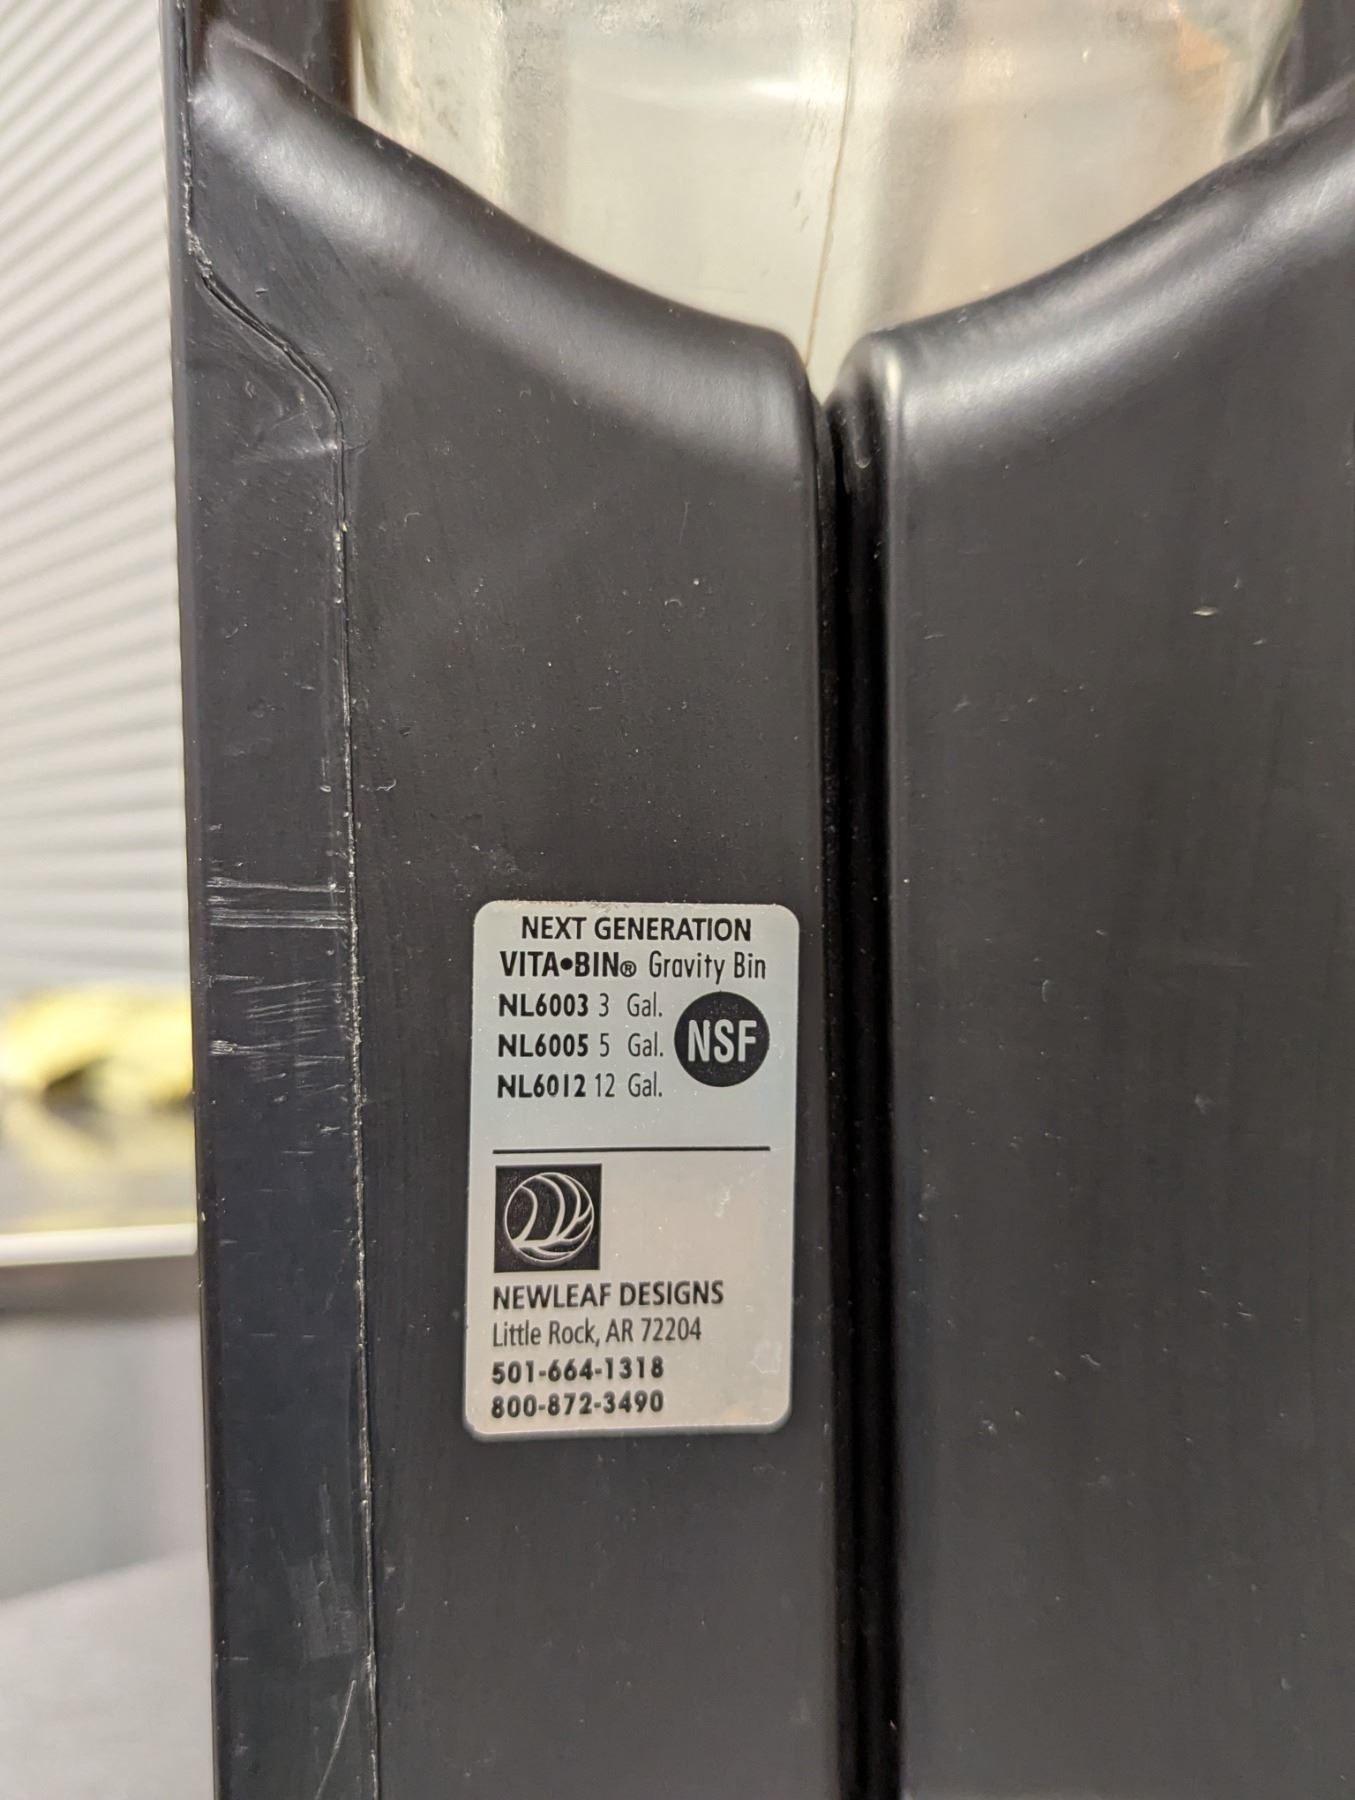 NEXT GENERATION
VITA•BIN® Gravity Bin
NL6003 3 Gal.
NL6005 5 Gal.
NL6012 12 Gal.
NSF
NEWLEAF DESIGNS
Little Rock, AR 72204
501-664-1318
800-872-3490